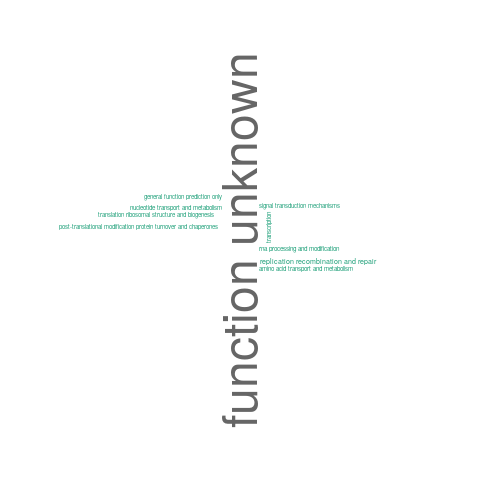 function unknown
general function prediction only
nucleotide transport and metabolism
translation ribosomal structure and biogenesis
post-translational modification protein turnover and chaperones
signal transduction mechanisms
transcription
rna processing and modification
replication recombination and repair
amino acid transport and metabolism